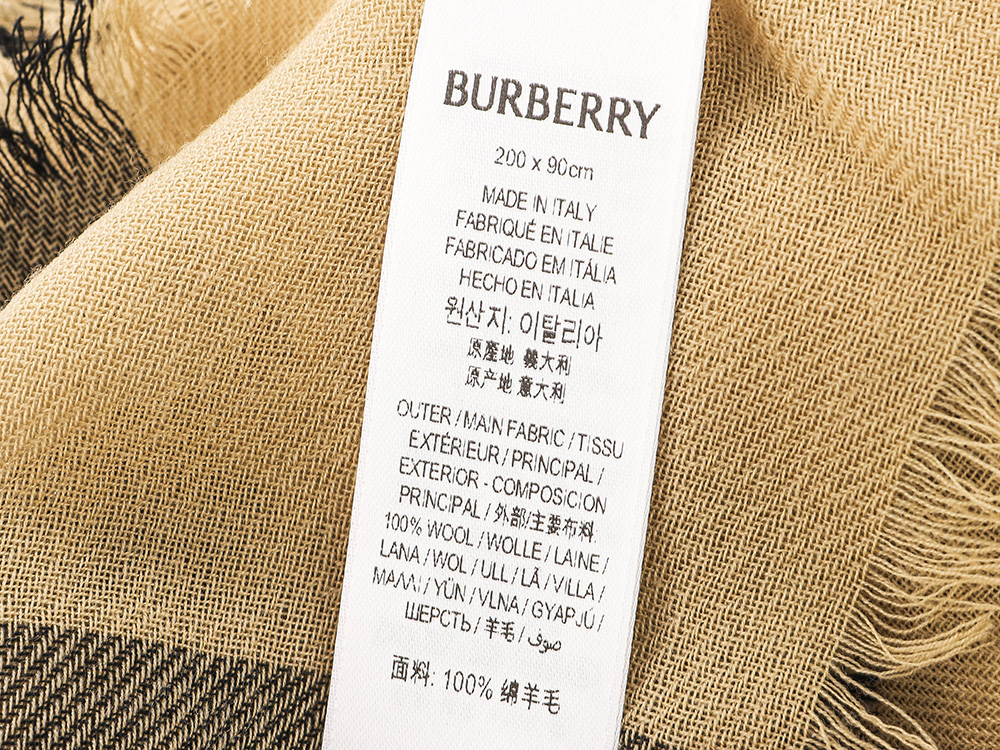 BURBERRY
200 x 90cm
MADE IN ITALY
FABRIQUÉ EN ITALIE
FABRICADO EM ITÁLIA
HECHO EN ITALIA
원산지: 이탈리아
原產地 義大利
原产地 意大利
OUTER / MAIN FABRIC / TISSU
EXTÉRIEUR / PRINCIPAL /
EXTERIOR - COMPOSICION
PRINCIPAL / 外部/主要布料
100% WOOL / WOLLE / LAINE /
LANA / WOL / ULL / LÃ / VILLA /
ΜΑΛΛΙ / YÜN / VLNA / GYAPJÚ /
ШЕРСТЬ / 羊毛 / صوف
面料: 100% 绵羊毛